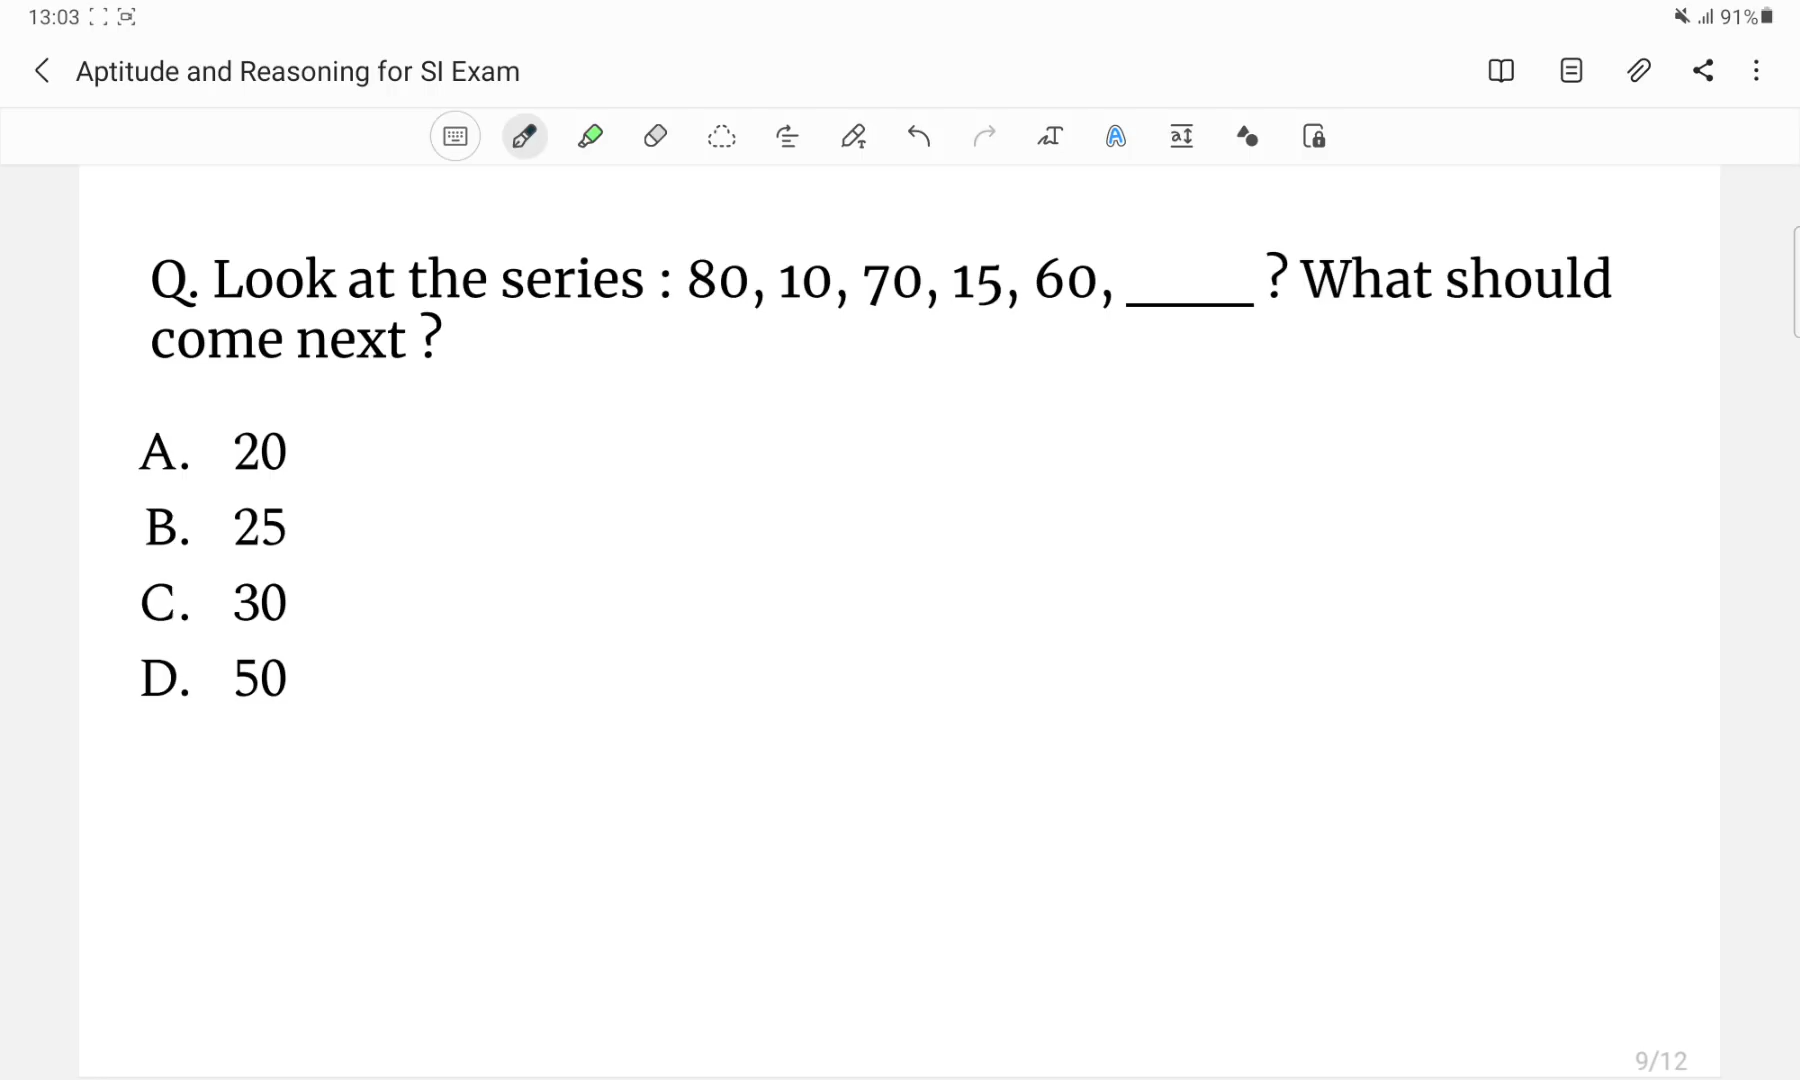 13:03 91%
Aptitude and Reasoning for SI Exam
Q. Look at the series : 80, 10, 70, 15, 60, _____ ? What should
come next ?
A. 20
B. 25
C. 30
D. 50
9/12